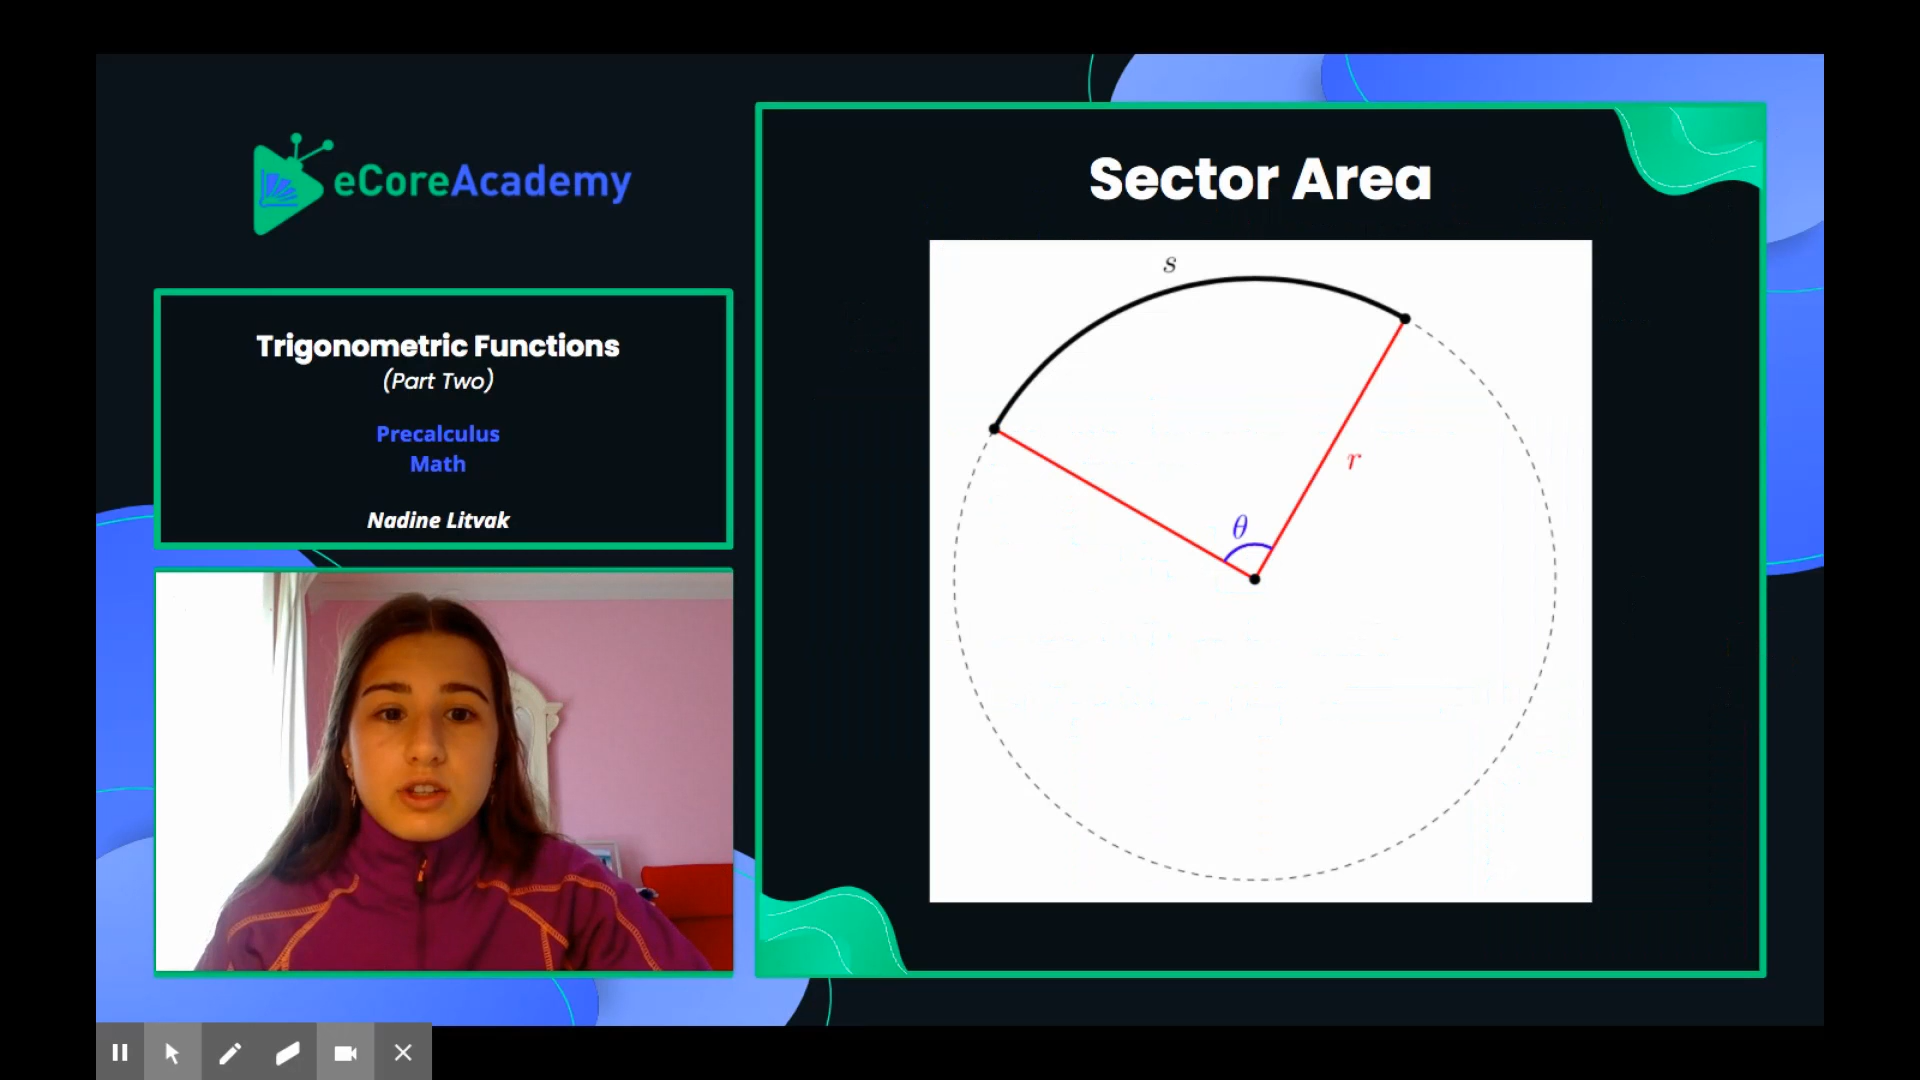 eCoreAcademy
Trigonometric Functions
(Part Two)
Precalculus
Math
Nadine Litvak
Sector Area
s
r
θ